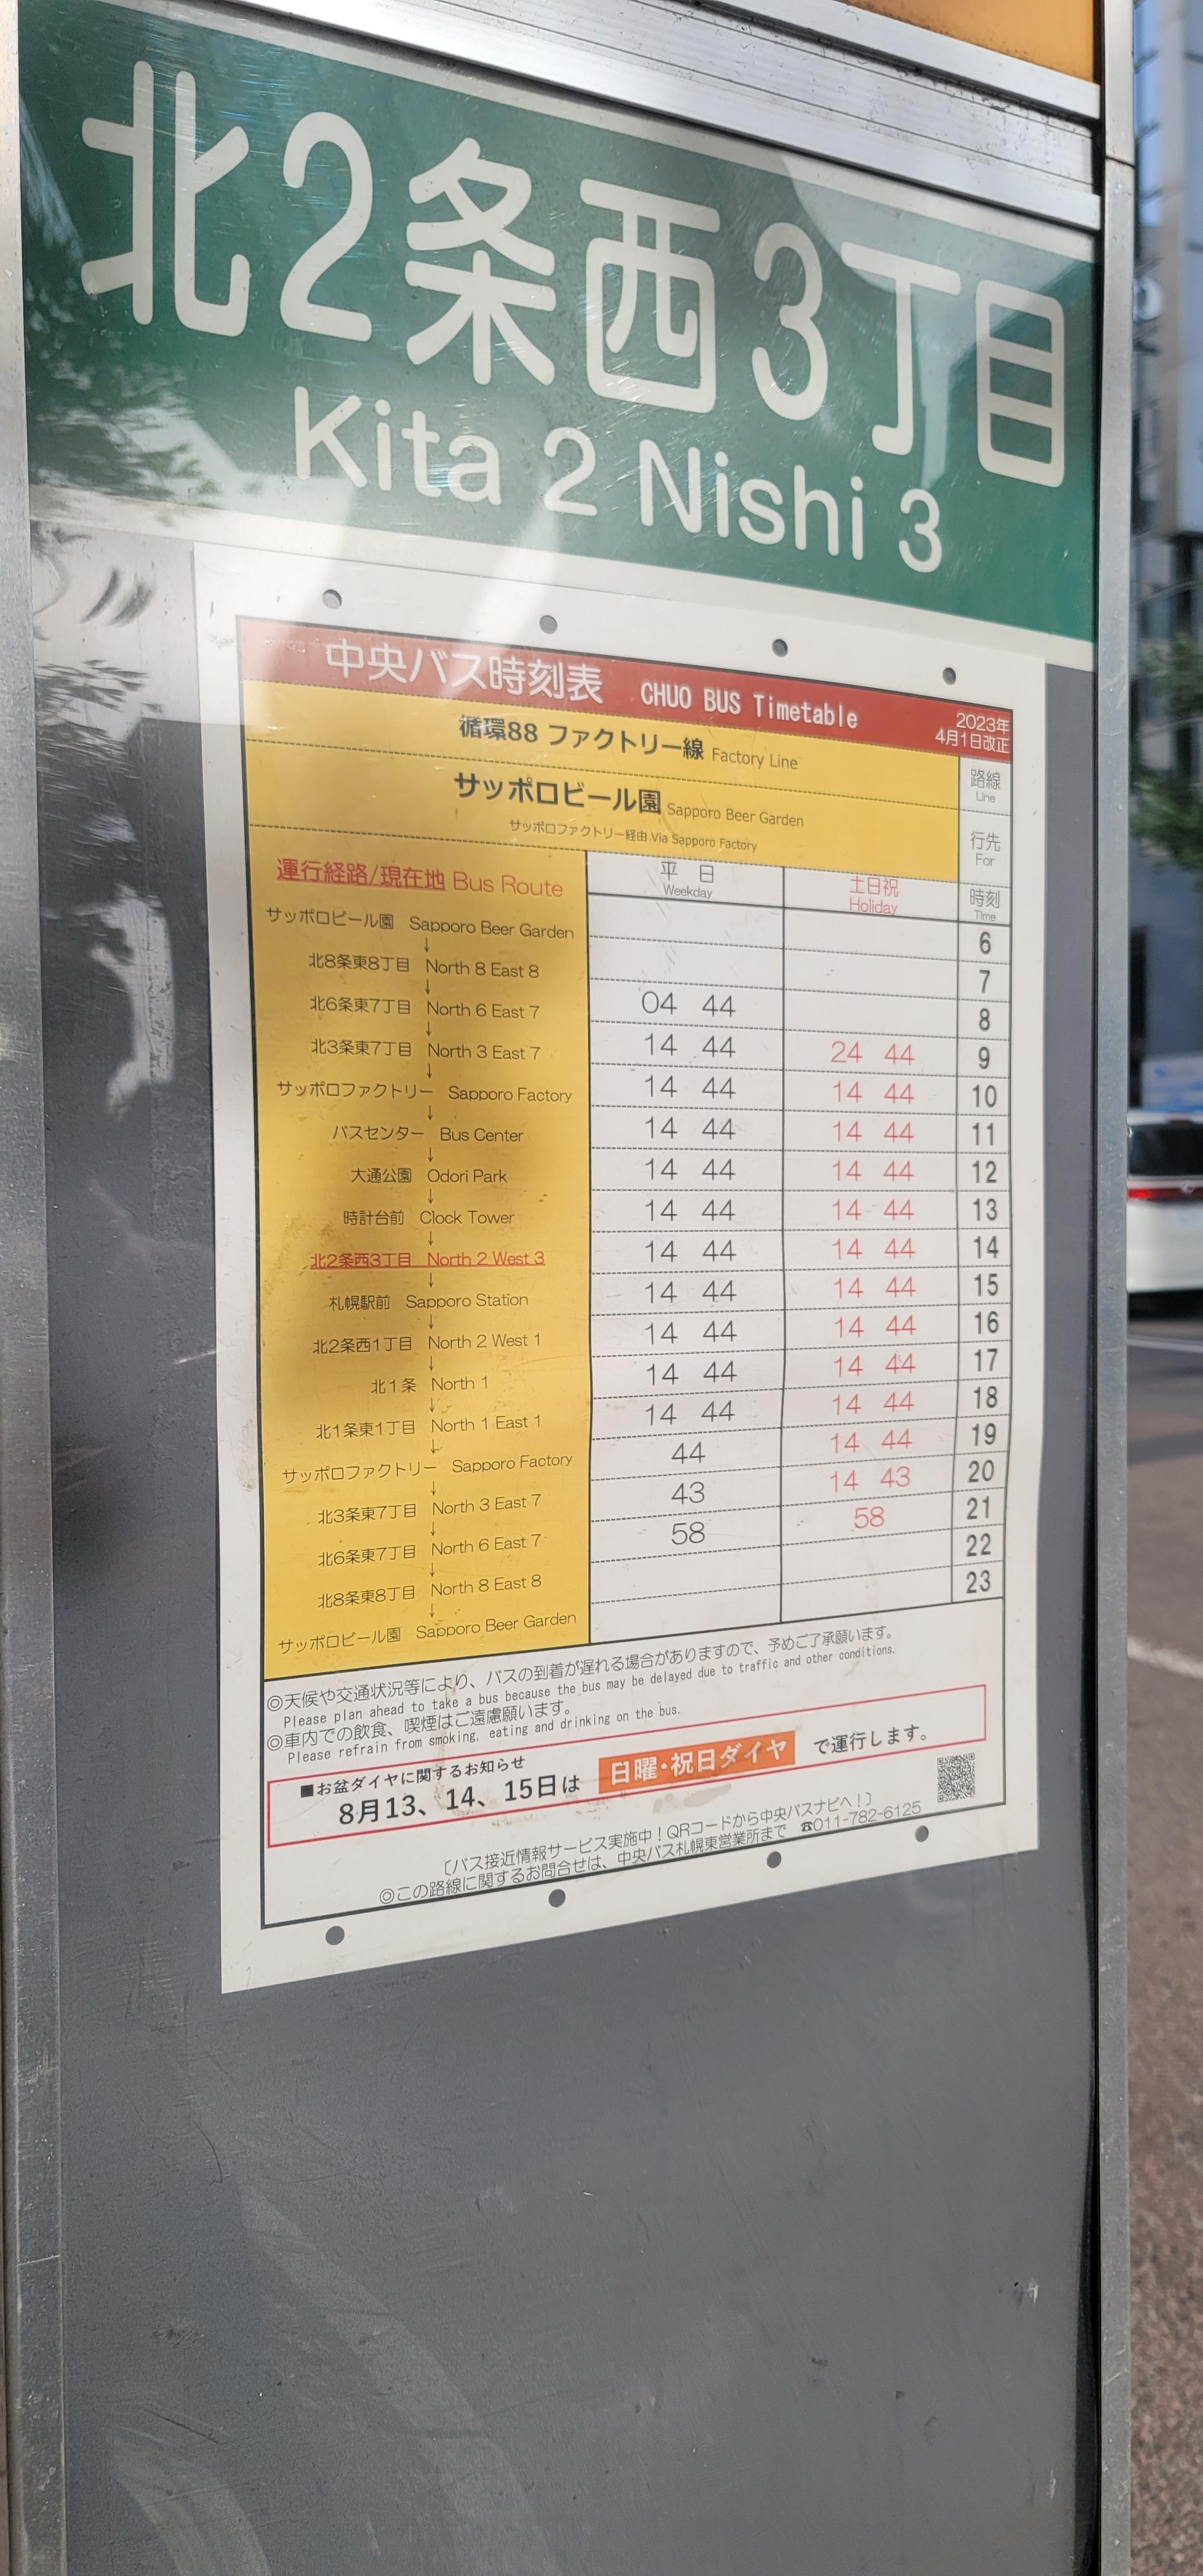 北2条西3丁目
Kita 2 Nishi 3
中央バス時刻表 CHUO BUS Timetable
2023年
4月1日改正
循環88 ファクトリー線 Factory Line
路線
Line
サッポロビール園 Sapporo Beer Garden
サッポロファクトリー経由 Via Sapporo Factory
行先
For
運行経路/現在地 Bus Route
サッポロビール園 Sapporo Beer Garden
↓
北8条東8丁目 North 8 East 8
↓
北6条東7丁目 North 6 East 7
↓
北3条東7丁目 North 3 East 7
↓
サッポロファクトリー Sapporo Factory
↓
バスセンター Bus Center
↓
大通公園 Odori Park
↓
時計台前 Clock Tower
↓
北2条西3丁目 North 2 West 3
↓
札幌駅前 Sapporo Station
↓
北2条西1丁目 North 2 West 1
↓
北1条 North 1
↓
北1条東1丁目 North 1 East 1
↓
サッポロファクトリー Sapporo Factory
↓
北3条東7丁目 North 3 East 7
↓
北6条東7丁目 North 6 East 7
↓
北8条東8丁目 North 8 East 8
↓
サッポロビール園 Sapporo Beer Garden
平日 土日祝 時刻
Weekday Holiday Time
6
7
04 44 8
14 44 24 44 9
14 44 14 44 10
14 44 14 44 11
14 44 14 44 12
14 44 14 44 13
14 44 14 44 14
14 44 14 44 15
14 44 14 44 16
14 44 14 44 17
14 44 14 44 18
44 14 44 19
43 14 43 20
58 58 21
22
23
◎天候や交通状況等により、バスの到着が遅れる場合がありますので、予めご了承願います。
Please plan ahead to take a bus because the bus may be delayed due to traffic and other conditions.
◎車内での飲食、喫煙はご遠慮願います。
Please refrain from smoking, eating and drinking on the bus.
■お盆ダイヤに関するお知らせ
8月13、14、15日は 日曜・祝日ダイヤ で運行します。
〔バス接近情報サービス実施中！QRコードから中央バスナビへ！〕
◎この路線に関するお問合せは、中央バス札幌東営業所まで ☎011-782-6125